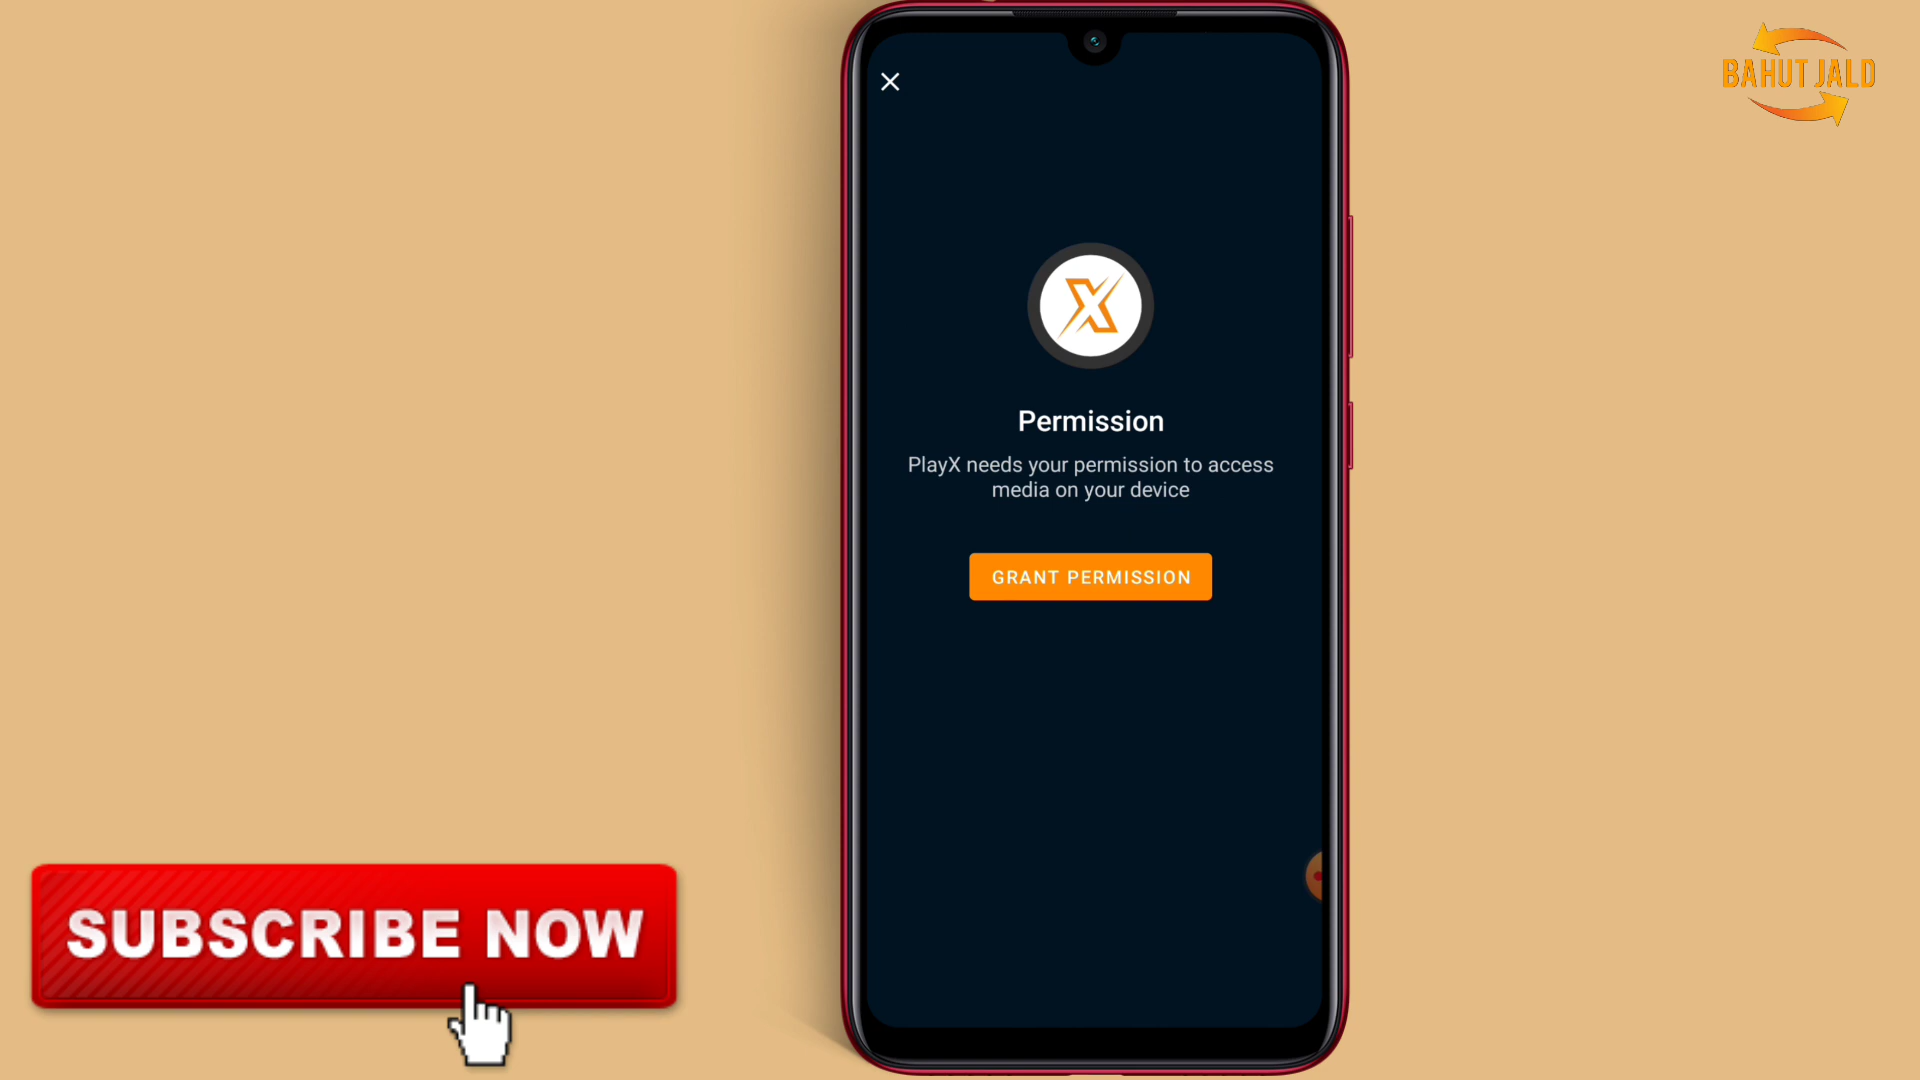 BAHUT JALD
Permission
PlayX needs your permission to access
media on your device
GRANT PERMISSION
SUBSCRIBE NOW